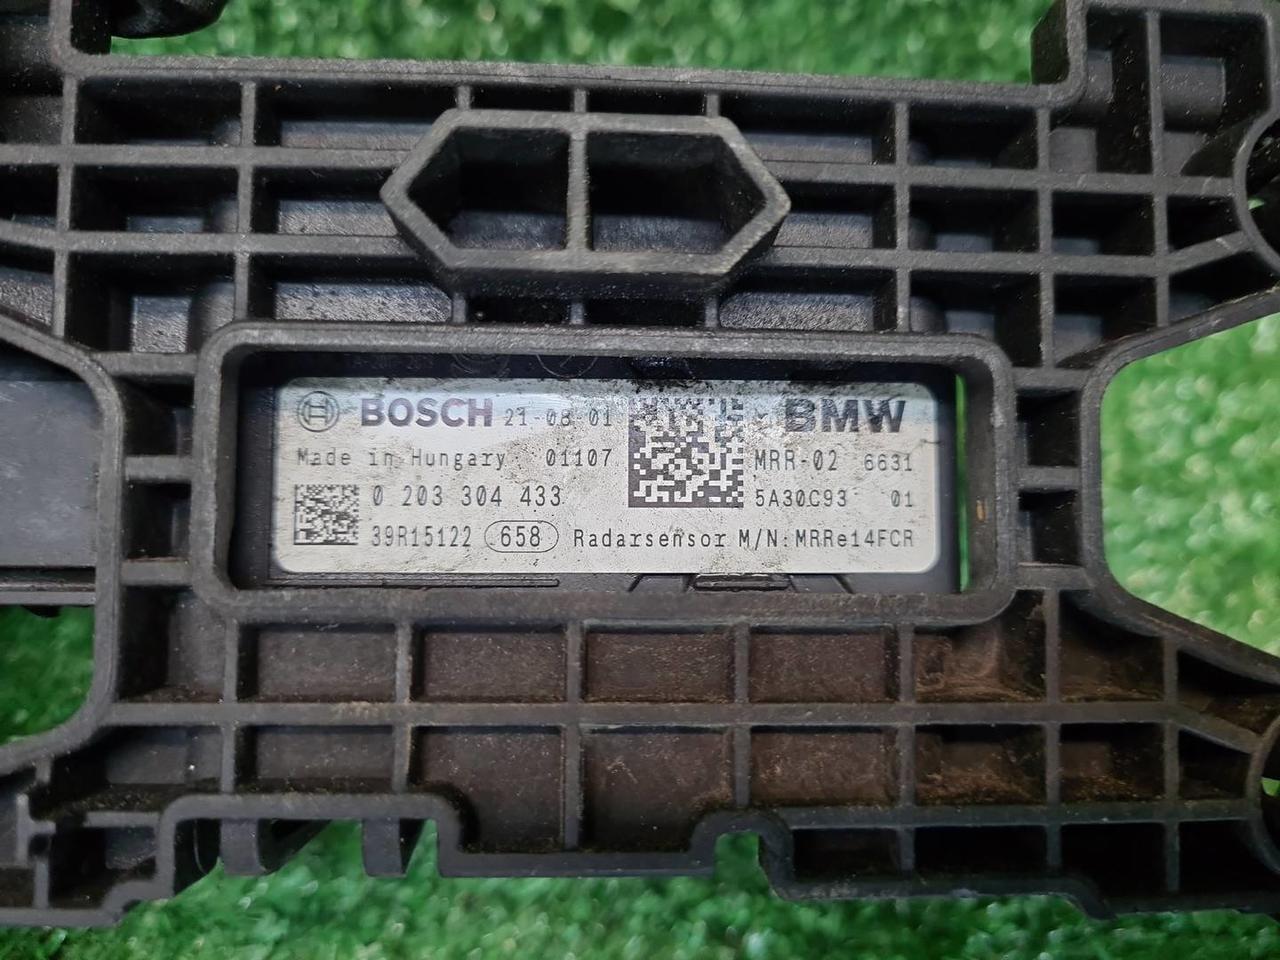 BOSCH 21-08-01 BMW
Made in Hungary 01107 MRR-02 6631
0 203 304 433 5A30C93 01
39R15122 658 Radarsensor M/N:MRRe14FCR